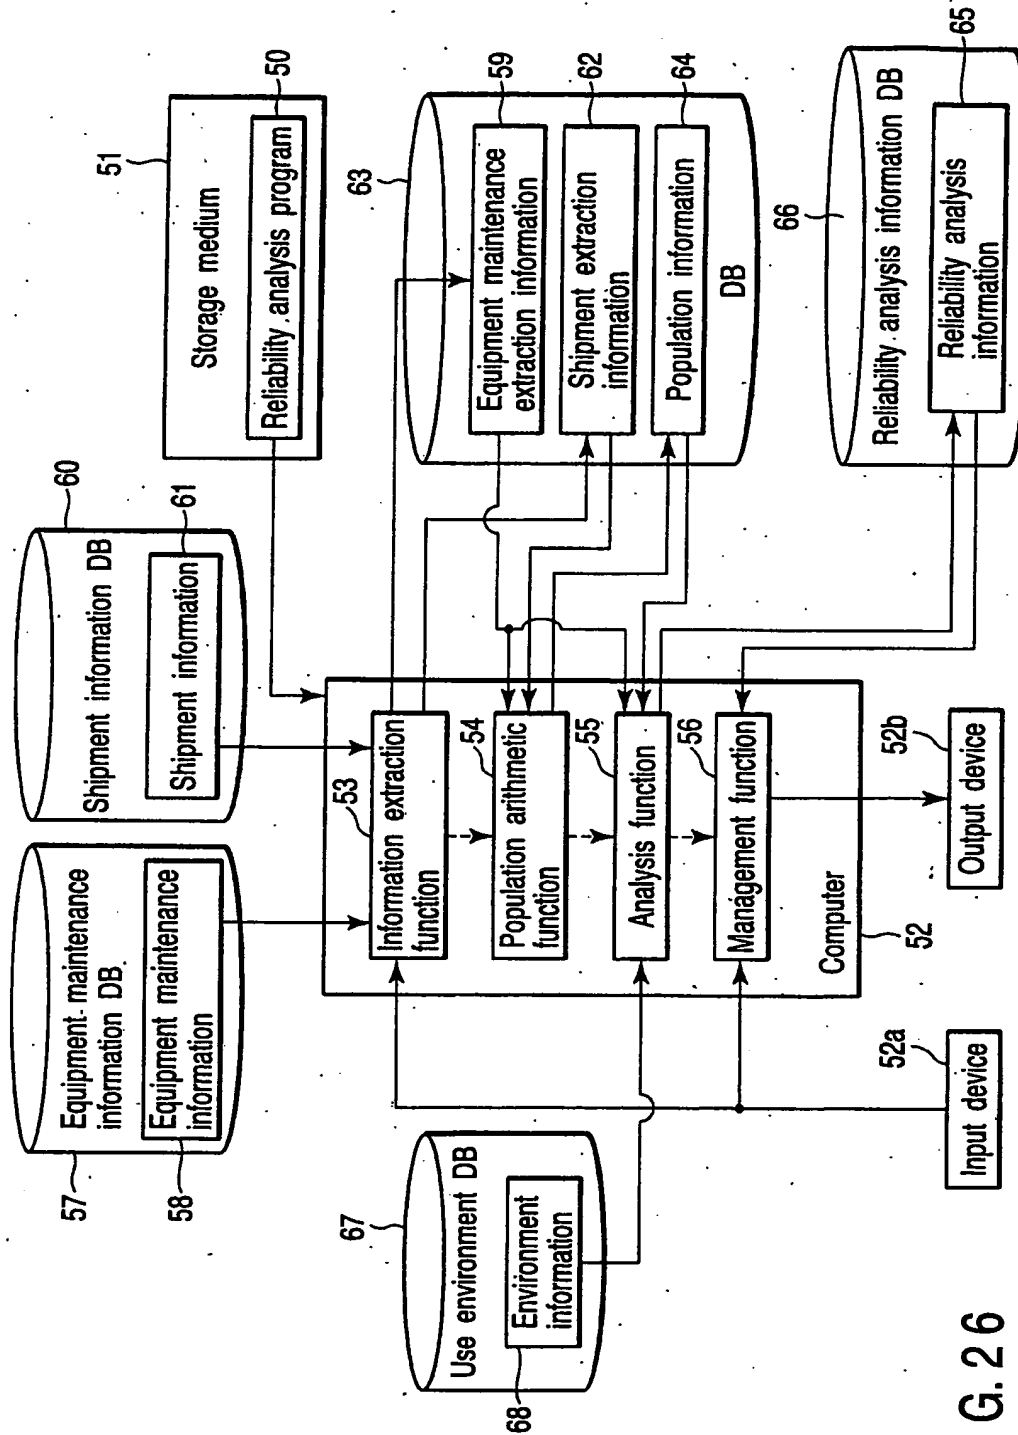 51
Storage medium
50
Reliability analysis program
60
Shipment information DB
61
Shipment information
57
Equipment maintenance
information DB
58
Equipment maintenance
information
63
59
Equipment maintenance
extraction information
62
Shipment extraction
information
64
Population information
DB
53
Information extraction
function
54
Population arithmetic
function
55
Analysis function
56
Management function
Computer
52
66
Reliability analysis information DB
65
Reliability analysis
information
67
Use environment DB
68
Environment
information
52a
Input device
52b
Output device
G. 26